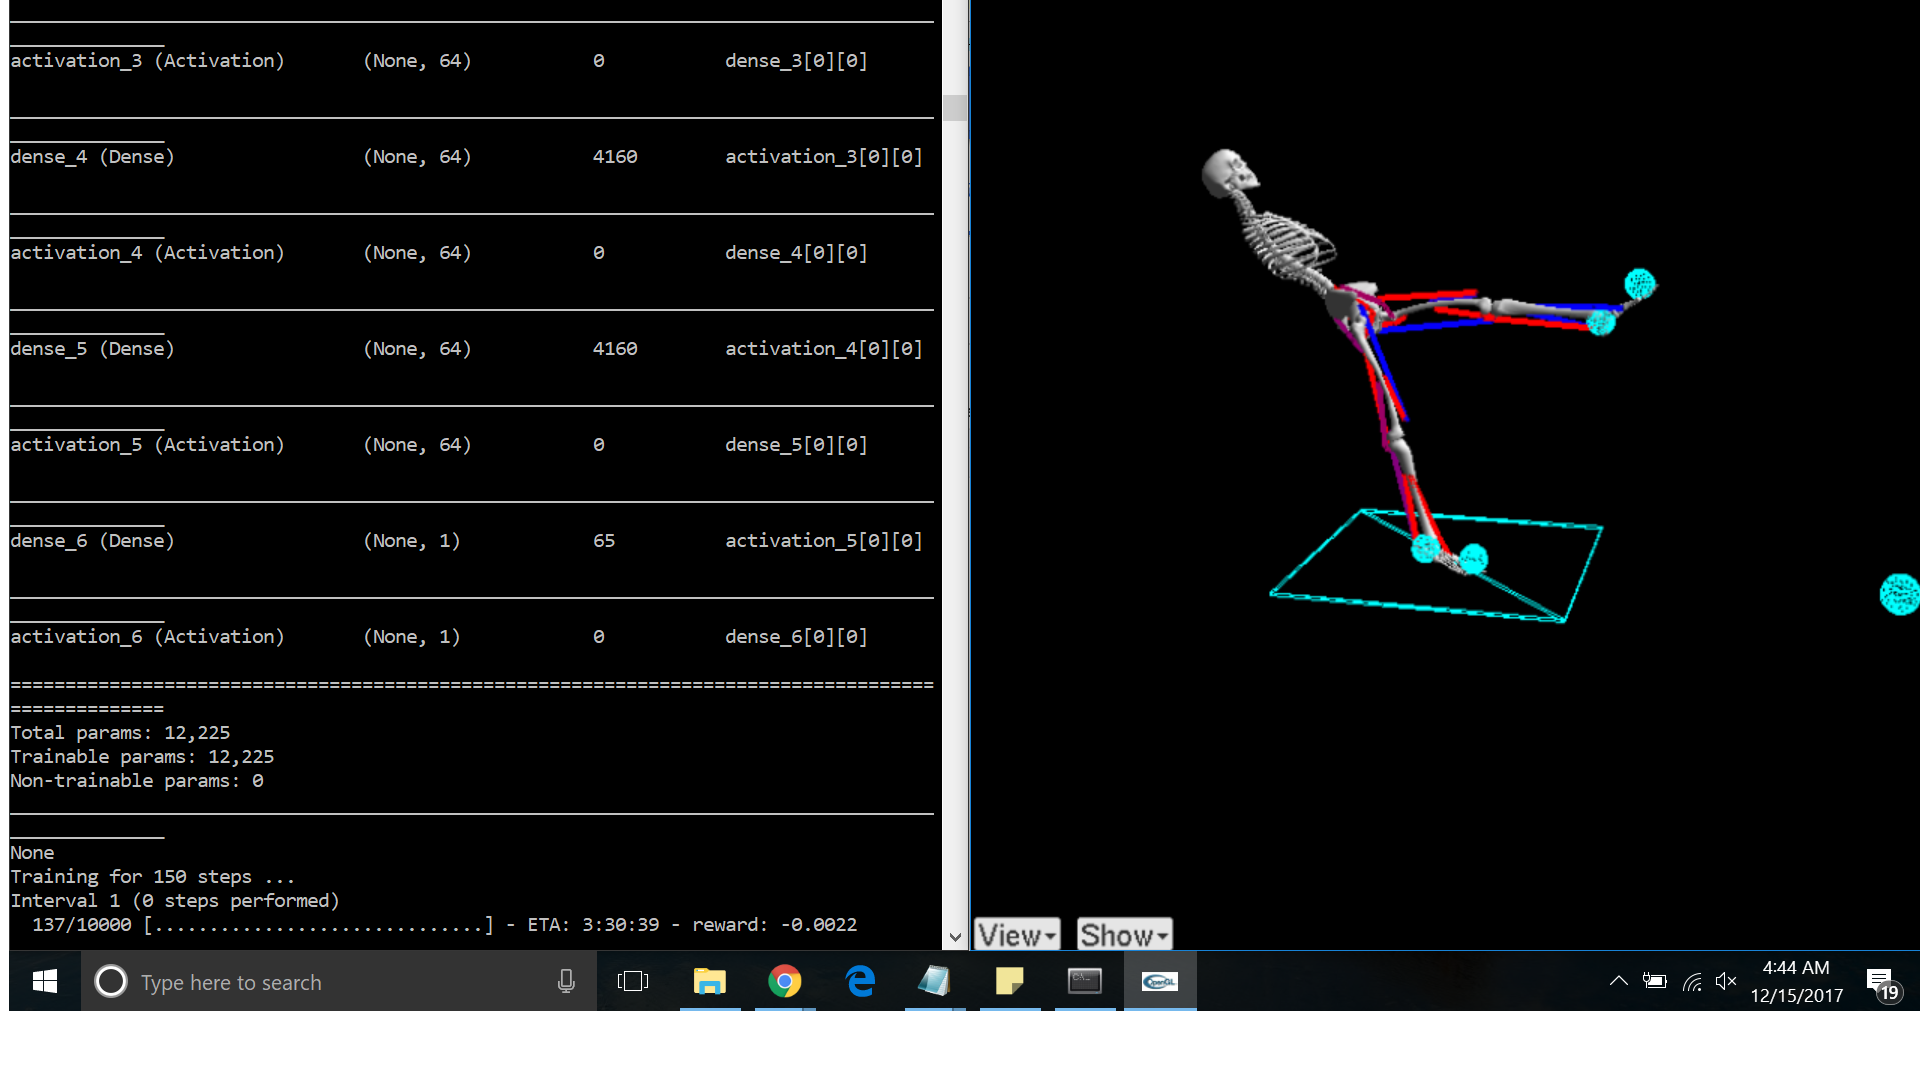 activation_3 (Activation) (None, 64) 0 dense_3[0][0]
dense_4 (Dense) (None, 64) 4160 activation_3[0][0]
activation_4 (Activation) (None, 64) 0 dense_4[0][0]
dense_5 (Dense) (None, 64) 4160 activation_4[0][0]
activation_5 (Activation) (None, 64) 0 dense_5[0][0]
dense_6 (Dense) (None, 1) 65 activation_5[0][0]
activation_6 (Activation) (None, 1) 0 dense_6[0][0]
====================================================================================
==============
Total params: 12,225
Trainable params: 12,225
Non-trainable params: 0
None
Training for 150 steps ...
Interval 1 (0 steps performed)
137/10000 [..............................] - ETA: 3:30:39 - reward: -0.0022
View
Show
Type here to search
C:\_
OpenGL
4:44 AM
12/15/2017
19